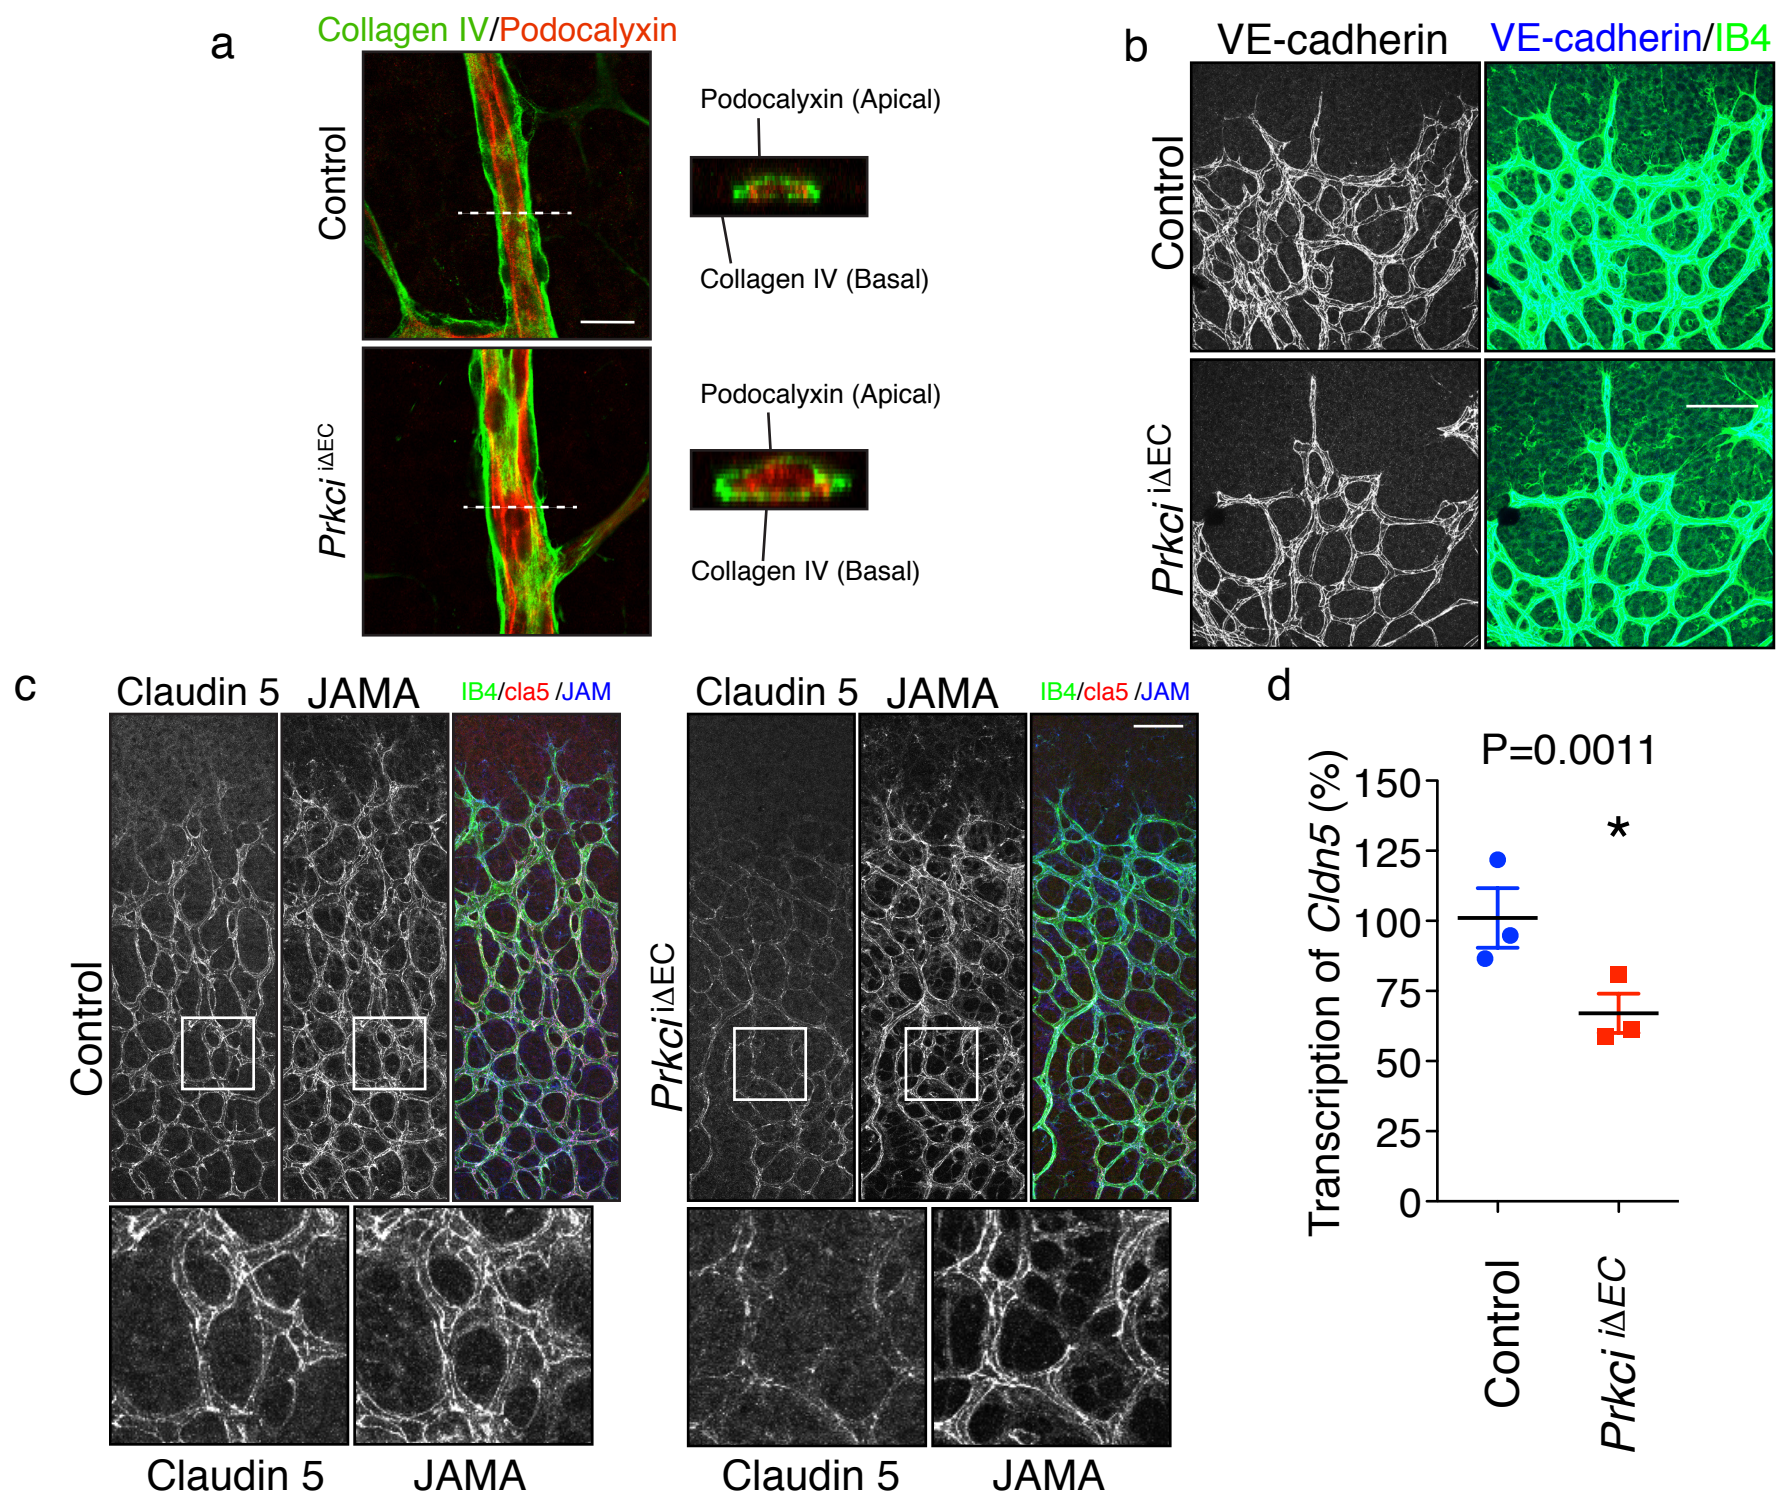 a
Collagen IV/Podocalyxin
Control
Podocalyxin (Apical)
Collagen IV (Basal)
Prkci iΔEC
Podocalyxin (Apical)
Collagen IV (Basal)
b
VE-cadherin
VE-cadherin/IB4
Control
Prkci iΔEC
c
Claudin 5
JAMA
IB4/cla5 /JAM
Control
Claudin 5
JAMA
Claudin 5
JAMA
IB4/cla5 /JAM
Prkci iΔEC
Claudin 5
JAMA
d
P=0.0011
*
Transcription of Cldn5 (%)
150
125
100
75
50
25
0
Control
Prkci iΔEC